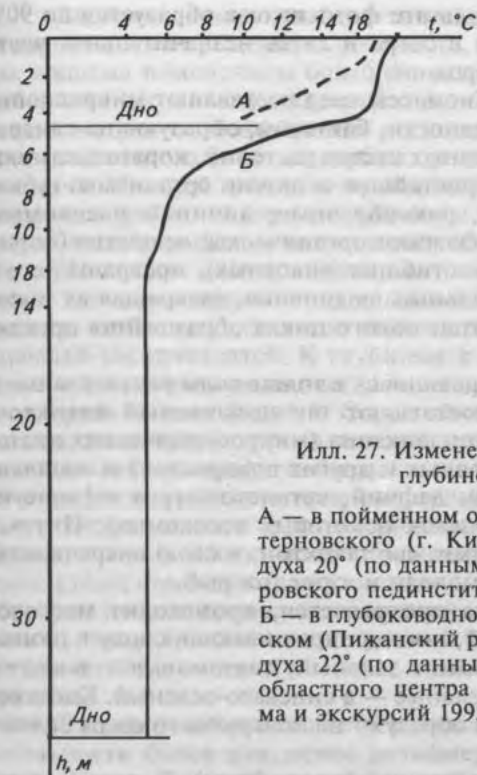 0 4 6 8 10 12 14 16 18 t, °C
2
А
Дно
4
Б
6
8
10
18
14
20
Илл. 27. Измене
глубино
А — в пойменном о
терновского (г. Ки
духа 20° (по данным
ровского пединстит
Б — в глубоководно
ском (Пижанский р
духа 22° (по данны
областного центра
ма и экскурсий 199
30
Дно
h, м